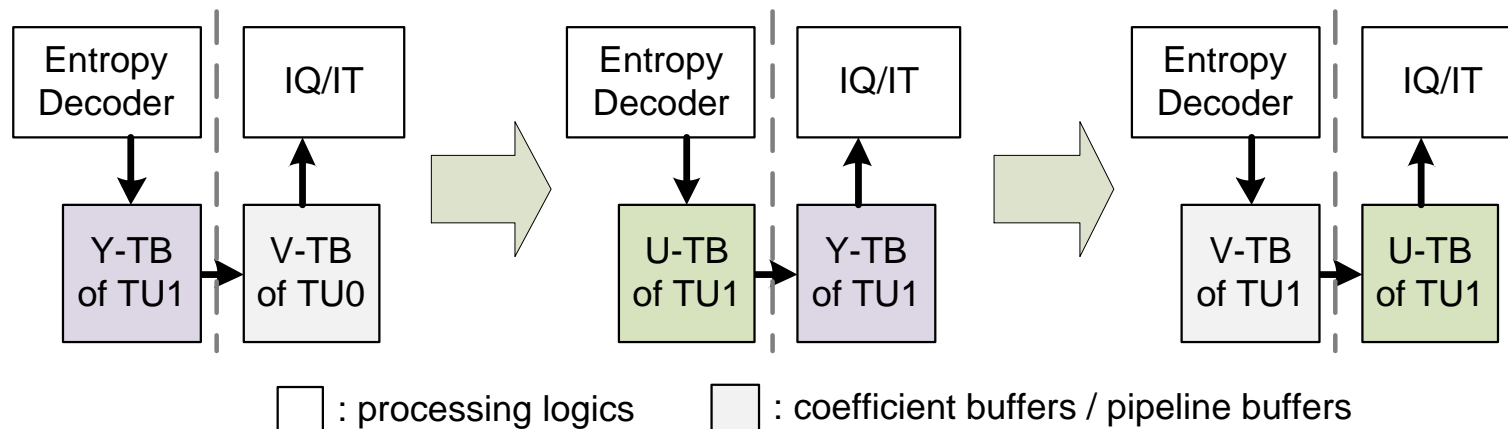 Entropy
Decoder
IQ/IT
Entropy
Decoder
IQ/IT
Entropy
Decoder
IQ/IT
Y-TB
of TU1
V-TB
of TU0
U-TB
of TU1
Y-TB
of TU1
V-TB
of TU1
U-TB
of TU1
: processing logics
: coefficient buffers / pipeline buffers